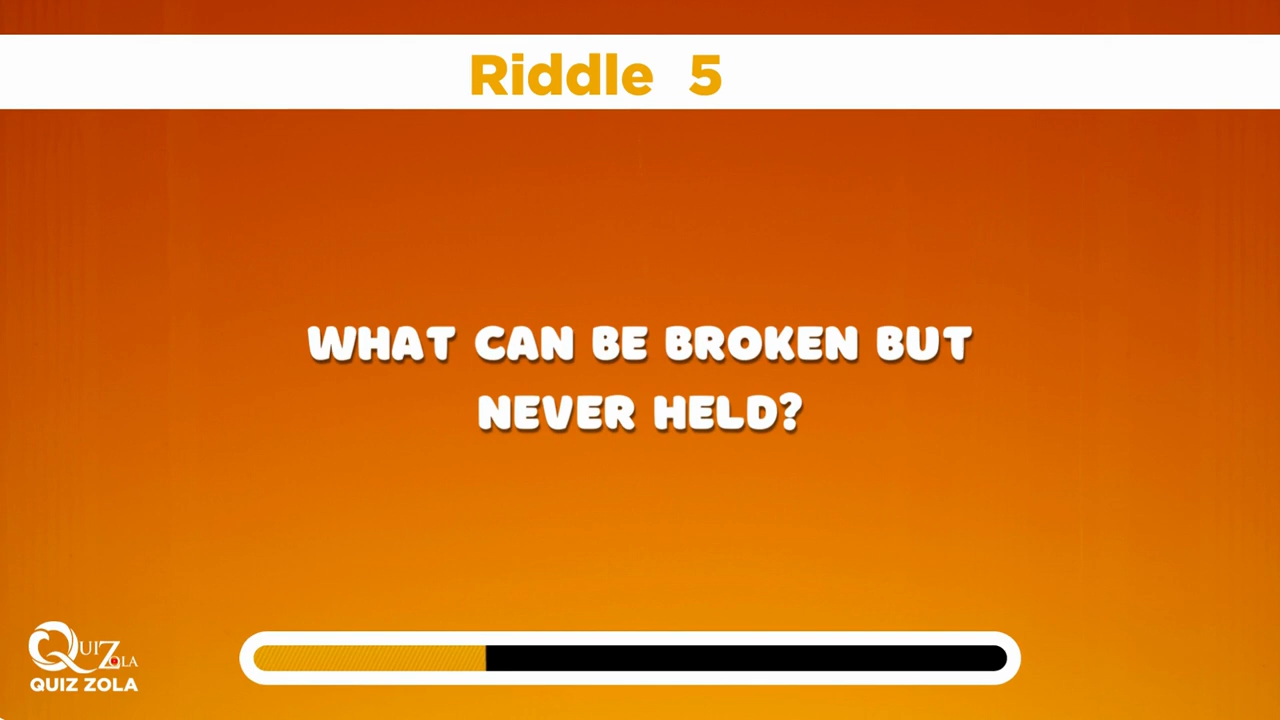 Riddle 5
WHAT CAN BE BROKEN BUT
NEVER HELD?
QUIZ ZOLA
QUIZ ZOLA